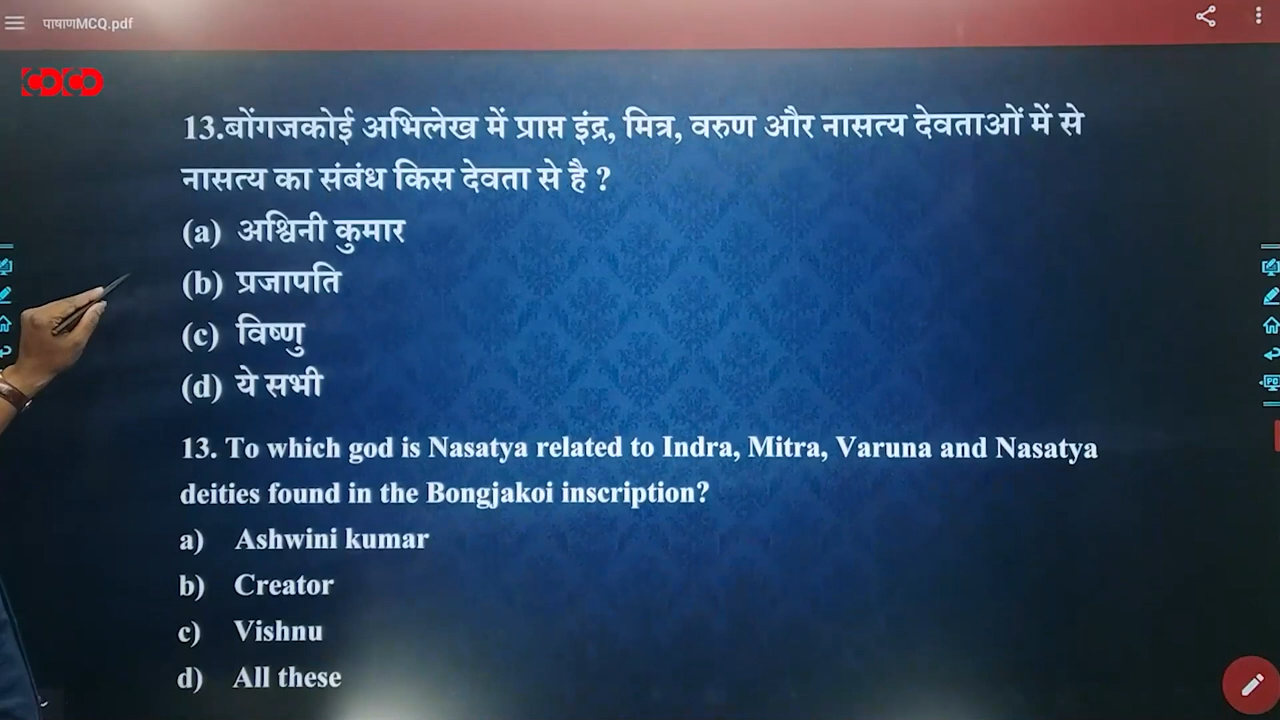 पाषाणMCQ.pdf
13.बोंगजकोई अभिलेख में प्राप्त इंद्र, मित्र, वरुण और नासत्य देवताओं में से
नासत्य का संबंध किस देवता से है ?
(a) अश्विनी कुमार
(b) प्रजापति
(c) विष्णु
(d) ये सभी
13. To which god is Nasatya related to Indra, Mitra, Varuna and Nasatya
deities found in the Bongjakoi inscription?
a) Ashwini kumar
b) Creator
c) Vishnu
d) All these
PC